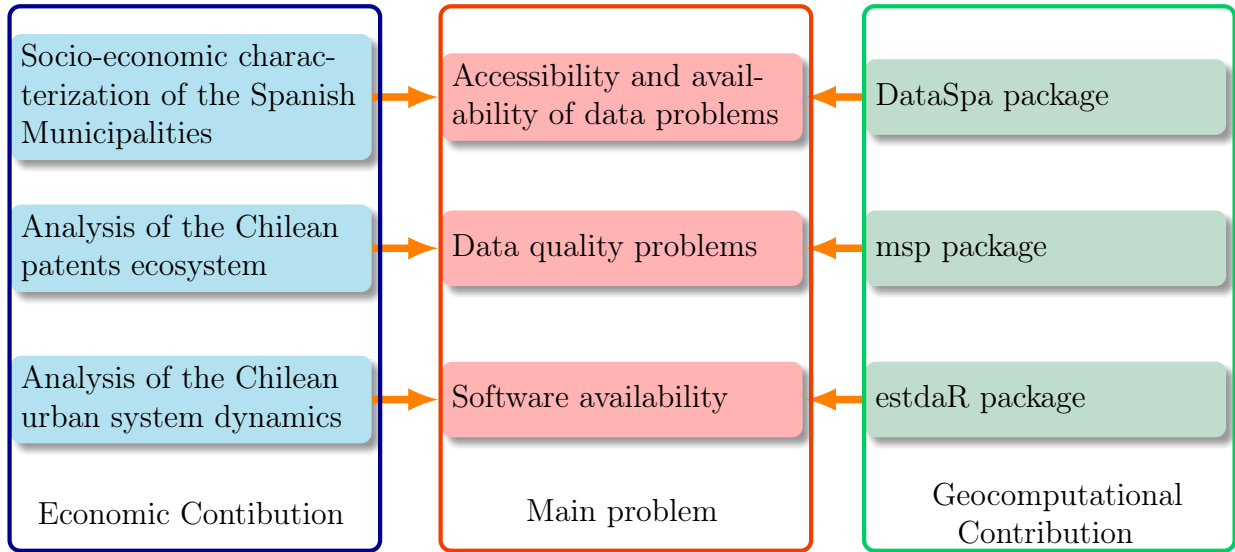 Socio-economic charac-
terization of the Spanish
Municipalities
Analysis of the Chilean
patents ecosystem
Analysis of the Chilean
urban system dynamics
Economic Contibution
Accessibility and avail-
ability of data problems
Data quality problems
Software availability
Main problem
DataSpa package
msp package
estdaR package
Geocomputational
Contribution